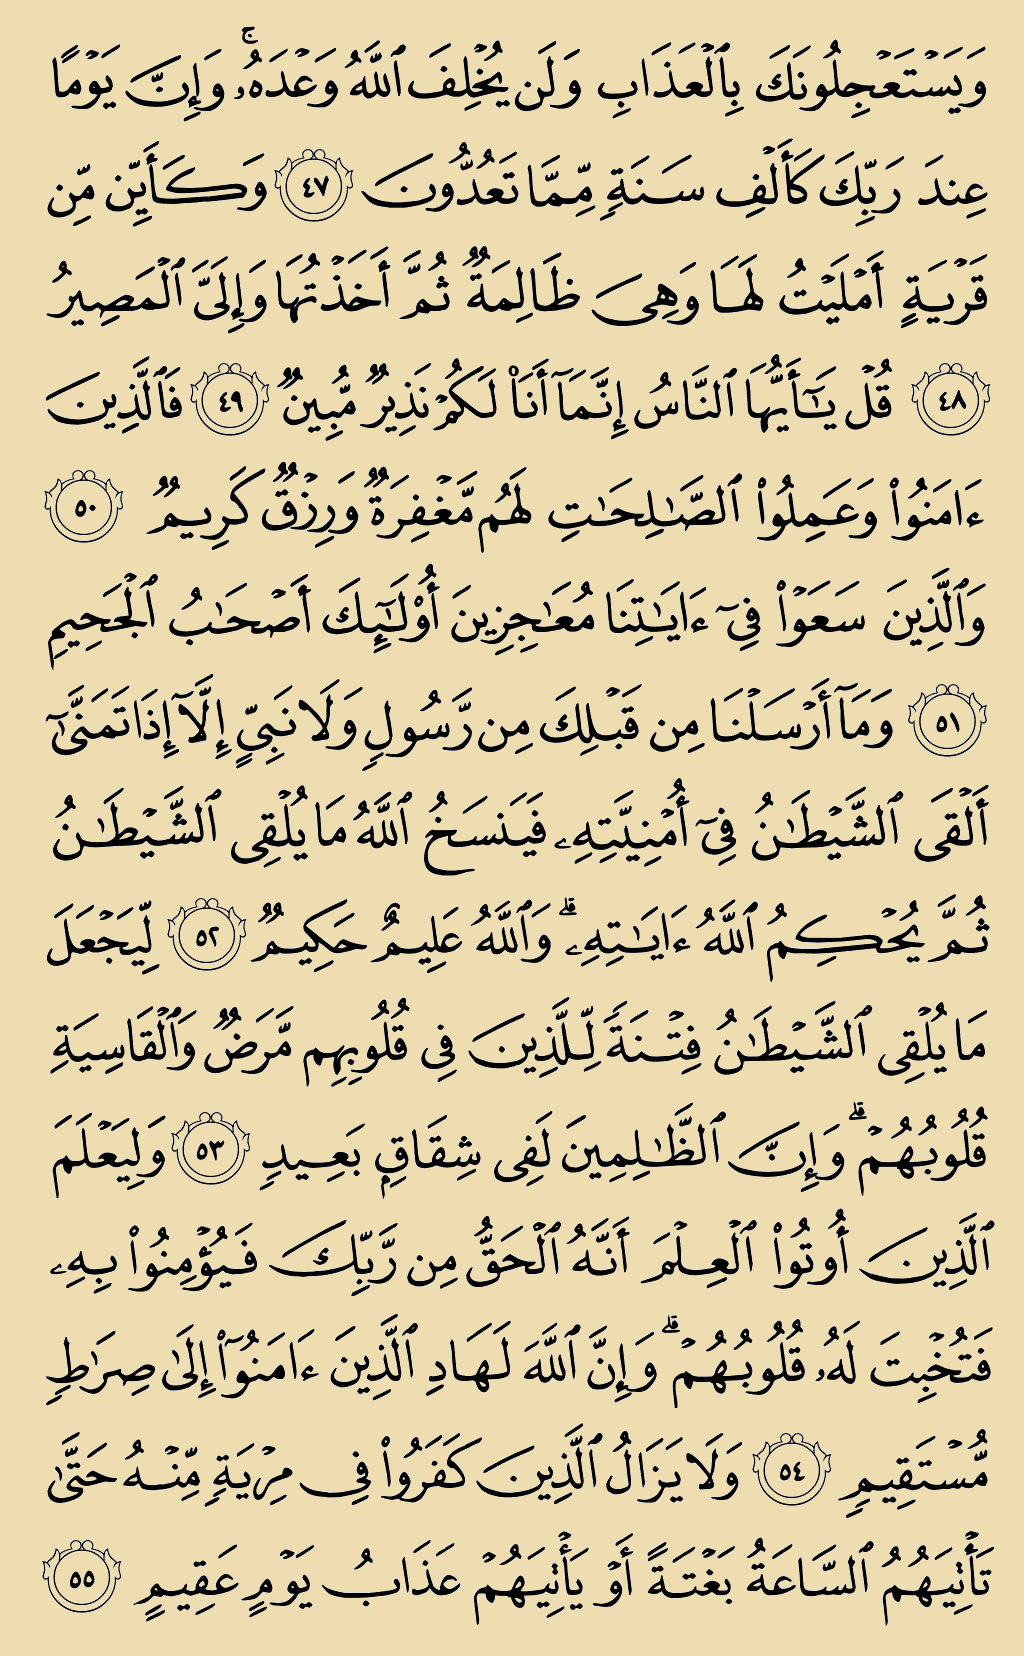 وَيَسْتَعْجِلُونَكَ بِٱلْعَذَابِ وَلَن يُخْلِفَ ٱللَّهُ وَعْدَهُۥ ۚ وَإِنَّ يَوْمًا
عِندَ رَبِّكَ كَأَلْفِ سَنَةٍ مِّمَّا تَعُدُّونَ ٤٧ وَكَأَيِّن مِّن
قَرْيَةٍ أَمْلَيْتُ لَهَا وَهِىَ ظَالِمَةٌ ثُمَّ أَخَذْتُهَا وَإِلَىَّ ٱلْمَصِيرُ
٤٨ قُلْ يَـٰٓأَيُّهَا ٱلنَّاسُ إِنَّمَآ أَنَا۠ لَكُمْ نَذِيرٌ مُّبِينٌ ٤٩ فَٱلَّذِينَ
ءَامَنُوا۟ وَعَمِلُوا۟ ٱلصَّـٰلِحَـٰتِ لَهُم مَّغْفِرَةٌ وَرِزْقٌ كَرِيمٌ ٥٠
وَٱلَّذِينَ سَعَوْا۟ فِىٓ ءَايَـٰتِنَا مُعَـٰجِزِينَ أُو۟لَـٰٓئِكَ أَصْحَـٰبُ ٱلْجَحِيمِ
٥١ وَمَآ أَرْسَلْنَا مِن قَبْلِكَ مِن رَّسُولٍ وَلَا نَبِىٍّ إِلَّآ إِذَا تَمَنَّىٰٓ
أَلْقَى ٱلشَّيْطَـٰنُ فِىٓ أُمْنِيَّتِهِۦ فَيَنسَخُ ٱللَّهُ مَا يُلْقِى ٱلشَّيْطَـٰنُ
ثُمَّ يُحْكِمُ ٱللَّهُ ءَايَـٰتِهِۦ ۗ وَٱللَّهُ عَلِيمٌ حَكِيمٌ ٥٢ لِّيَجْعَلَ
مَا يُلْقِى ٱلشَّيْطَـٰنُ فِتْنَةً لِّلَّذِينَ فِى قُلُوبِهِم مَّرَضٌ وَٱلْقَاسِيَةِ
قُلُوبُهُمْ ۗ وَإِنَّ ٱلظَّـٰلِمِينَ لَفِى شِقَاقٍۭ بَعِيدٍ ٥٣ وَلِيَعْلَمَ
ٱلَّذِينَ أُوتُوا۟ ٱلْعِلْمَ أَنَّهُ ٱلْحَقُّ مِن رَّبِّكَ فَيُؤْمِنُوا۟ بِهِۦ
فَتُخْبِتَ لَهُۥ قُلُوبُهُمْ ۗ وَإِنَّ ٱللَّهَ لَهَادِ ٱلَّذِينَ ءَامَنُوٓا۟ إِلَىٰ صِرَٰطٍ
مُّسْتَقِيمٍ ٥٤ وَلَا يَزَالُ ٱلَّذِينَ كَفَرُوا۟ فِى مِرْيَةٍ مِّنْهُ حَتَّىٰ
تَأْتِيَهُمُ ٱلسَّاعَةُ بَغْتَةً أَوْ يَأْتِيَهُمْ عَذَابُ يَوْمٍ عَقِيمٍ ٥٥